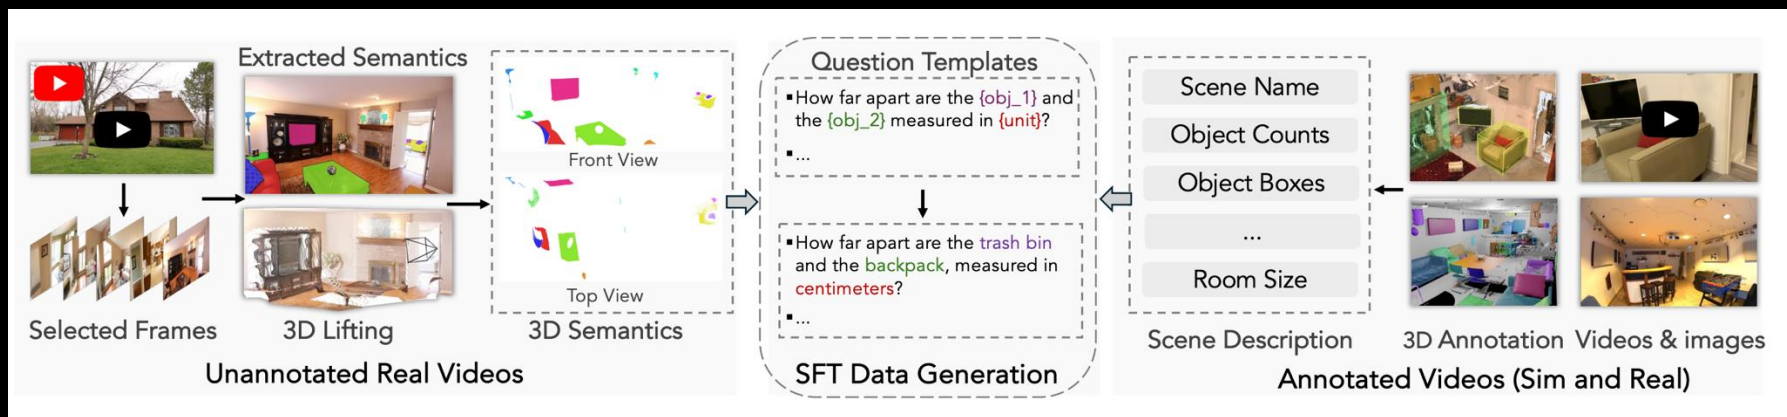 Extracted Semantics
Front View
Top View
Selected Frames
3D Lifting
3D Semantics
Unannotated Real Videos
Question Templates
▪How far apart are the {obj_1} and
the {obj_2} measured in {unit}?
▪...
▪How far apart are the trash bin
and the backpack, measured in
centimeters?
▪...
SFT Data Generation
Scene Name
Object Counts
Object Boxes
...
Room Size
Scene Description
3D Annotation
Videos & images
Annotated Videos (Sim and Real)